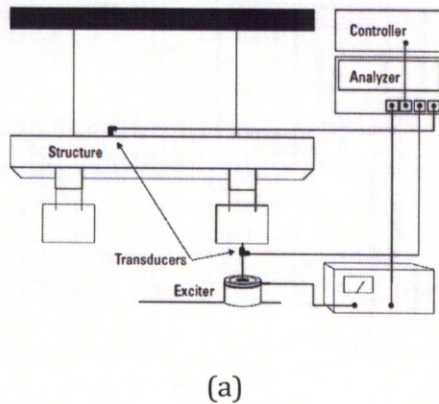 Controller
Analyzer
Structure
Transducers
Exciter
(a)